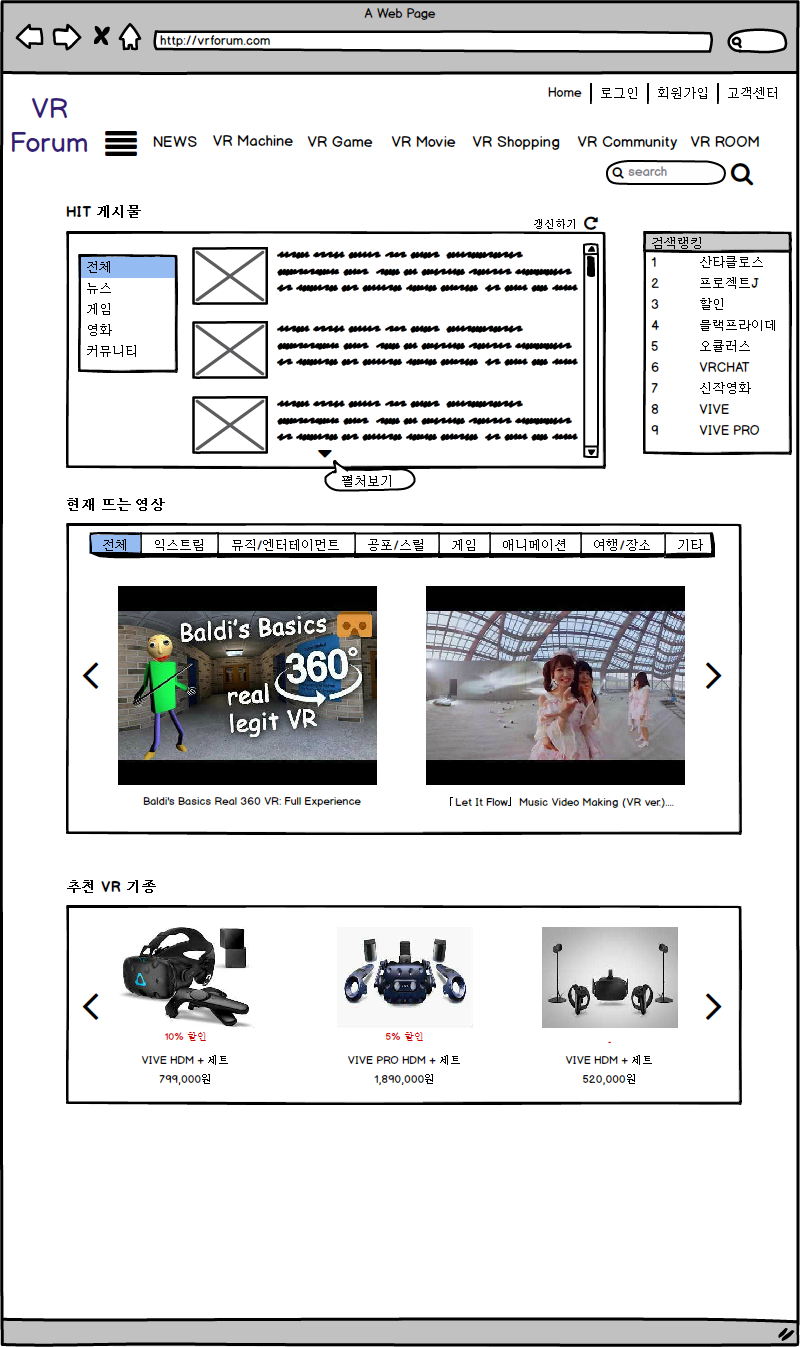 A Web Page
http://vrforum.com
Home 로그인 회원가입 고객센터
VR
Forum
NEWS VR Machine VR Game VR Movie VR Shopping VR Community VR ROOM
search
HIT 게시물
갱신하기
전체
뉴스
게임
영화
커뮤니티
펼처보기
검색랭킹
1 산타클로스
2 프로젝트J
3 할인
4 블랙프라이데
5 오큘러스
6 VRCHAT
7 신작영화
8 VIVE
9 VIVE PRO
현재 뜨는 영상
전체 익스트림 뮤직/엔터테이먼트 공포/스릴 게임 애니메이션 여행/장소 기타
Baldi's Basics
360°
real
legit VR
Baldi's Basics Real 360 VR: Full Experience
「Let It Flow」 Music Video Making (VR ver.)....
추천 VR 기종
10% 할인
VIVE HDM + 세트
799,000원
5% 할인
VIVE PRO HDM + 세트
1,890,000원
-
VIVE HDM + 세트
520,000원